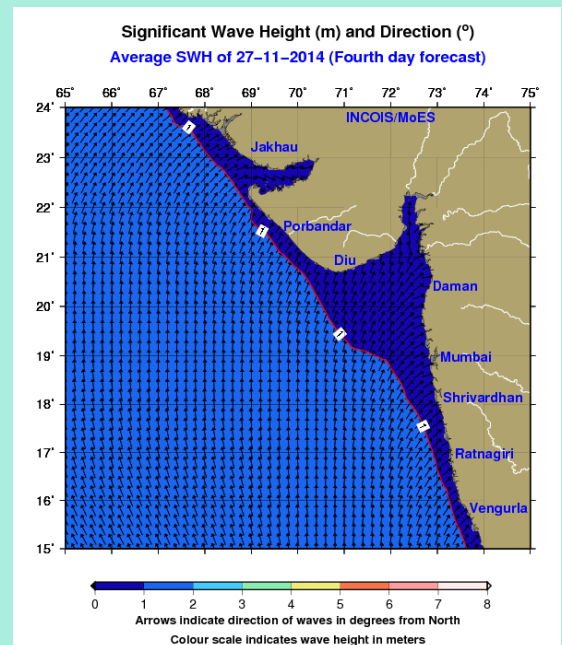 Significant Wave Height (m) and Direction (°)
Average SWH of 27−11−2014 (Fourth day forecast)
65˚ 66˚ 67˚ 68˚ 69˚ 70˚ 71˚ 72˚ 73˚ 74˚ 75˚
24˚
INCOIS/MoES
1
Jakhau
23˚
22˚
Porbandar
1
21˚
Diu
Daman
20˚
1
19˚
Mumbai
Shrivardhan
18˚
1
17˚
Ratnagiri
16˚
Vengurla
15˚
0 1 2 3 4 5 6 7 8
Arrows indicate direction of waves in degrees from North
Colour scale indicates wave height in meters